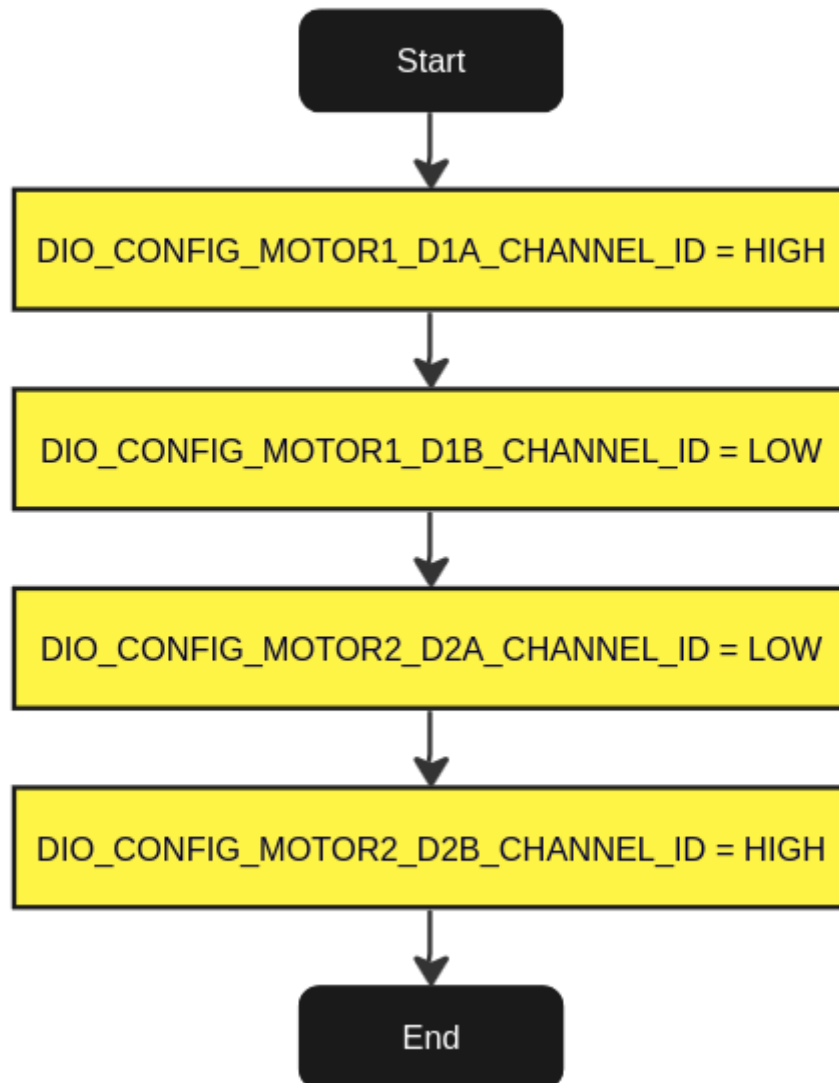 Start
DIO_CONFIG_MOTOR1_D1A_CHANNEL_ID = HIGH
DIO_CONFIG_MOTOR1_D1B_CHANNEL_ID = LOW
DIO_CONFIG_MOTOR2_D2A_CHANNEL_ID = LOW
DIO_CONFIG_MOTOR2_D2B_CHANNEL_ID = HIGH
End